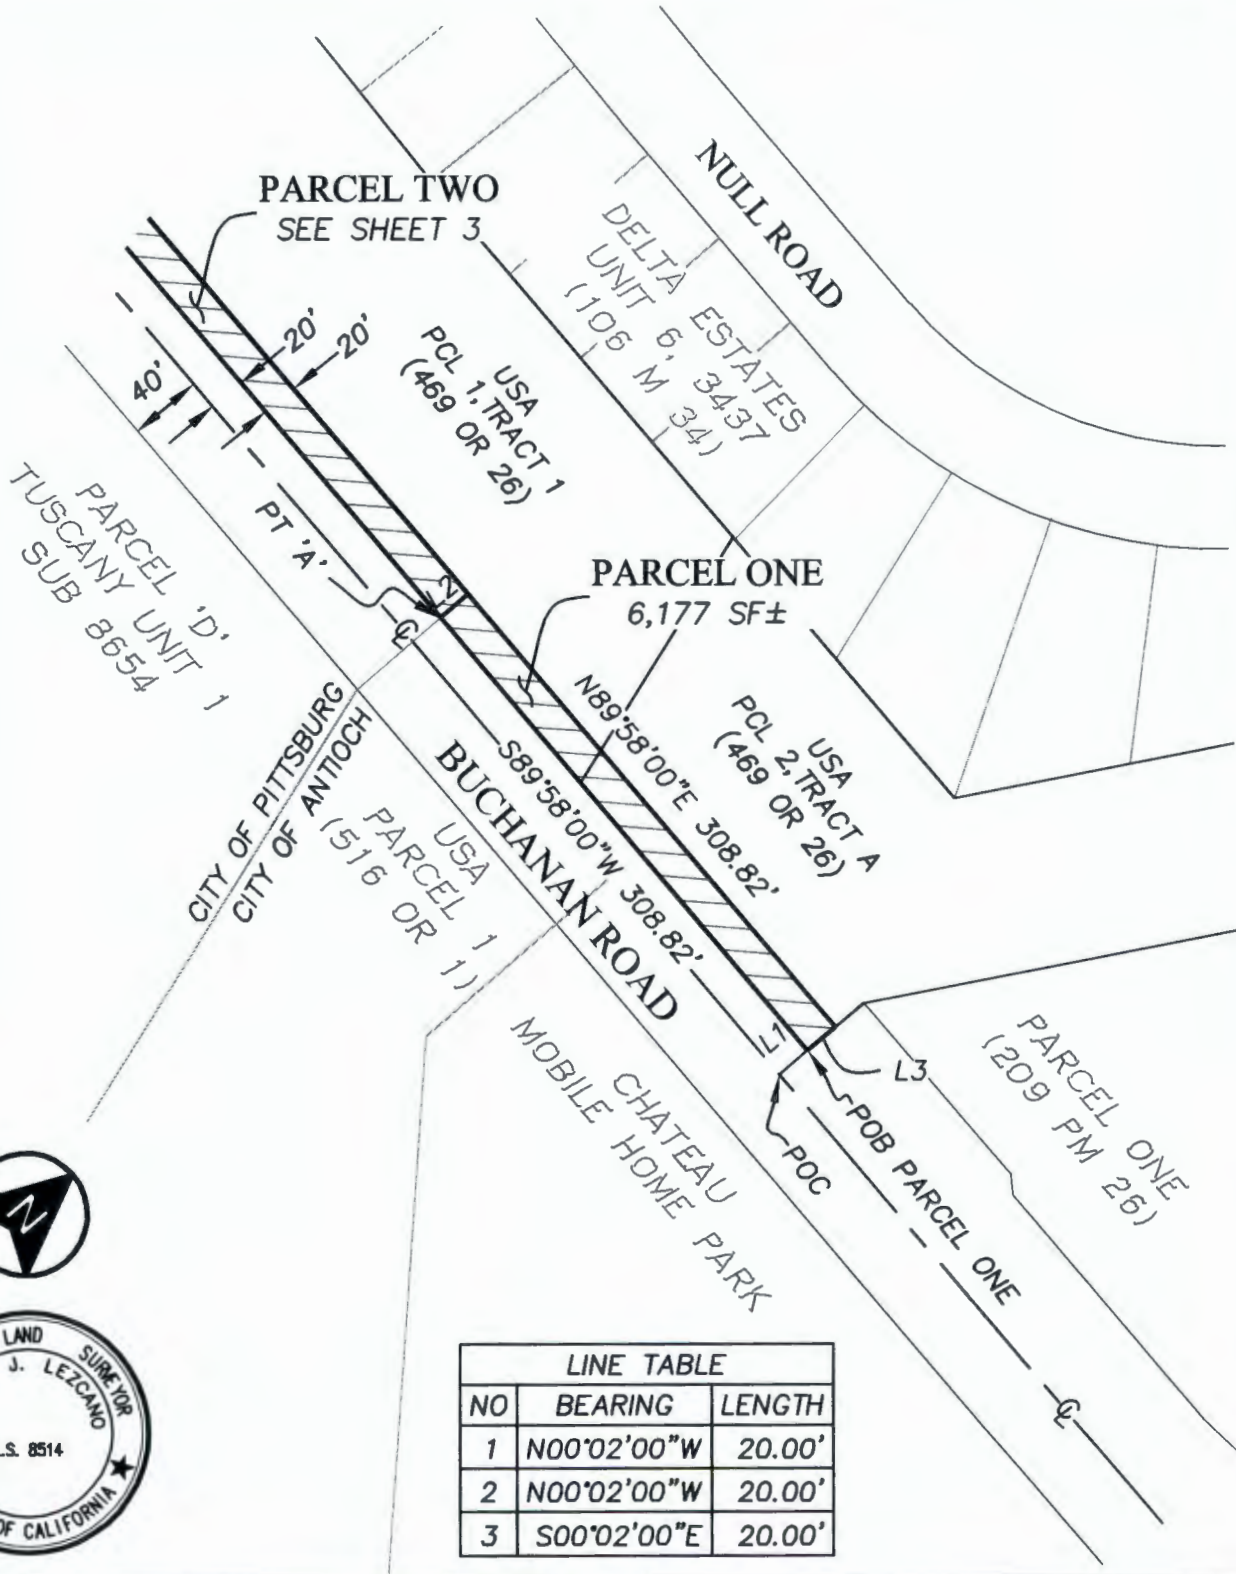 NULL ROAD
PARCEL TWO
SEE SHEET 3
DELTA ESTATES
UNIT 6, 3437
(106 M 34)
20'
20'
40'
USA
PCL 1, TRACT 1
(469 OR 26)
PT 'A'
PARCEL 'D'
TUSCANY UNIT 1
SUB 8654
2
PARCEL ONE
6,177 SF±
N89°58'00"E 308.82'
S89°58'00"W 308.82'
USA
PCL 2, TRACT A
(469 OR 26)
BUCHANAN ROAD
CITY OF PITTSBURG
CITY OF ANTIOCH
USA
PARCEL 1
(516 OR 1)
CHATEAU
MOBILE HOME PARK
L1
L3
POC
POB PARCEL ONE
PARCEL ONE
(209 PM 26)
CL
CL
N
LAND SURVEYOR
J. LEZCANO
L.S. 8514
OF CALIFORNIA
LINE TABLE
NO BEARING LENGTH
1 N00°02'00"W 20.00'
2 N00°02'00"W 20.00'
3 S00°02'00"E 20.00'